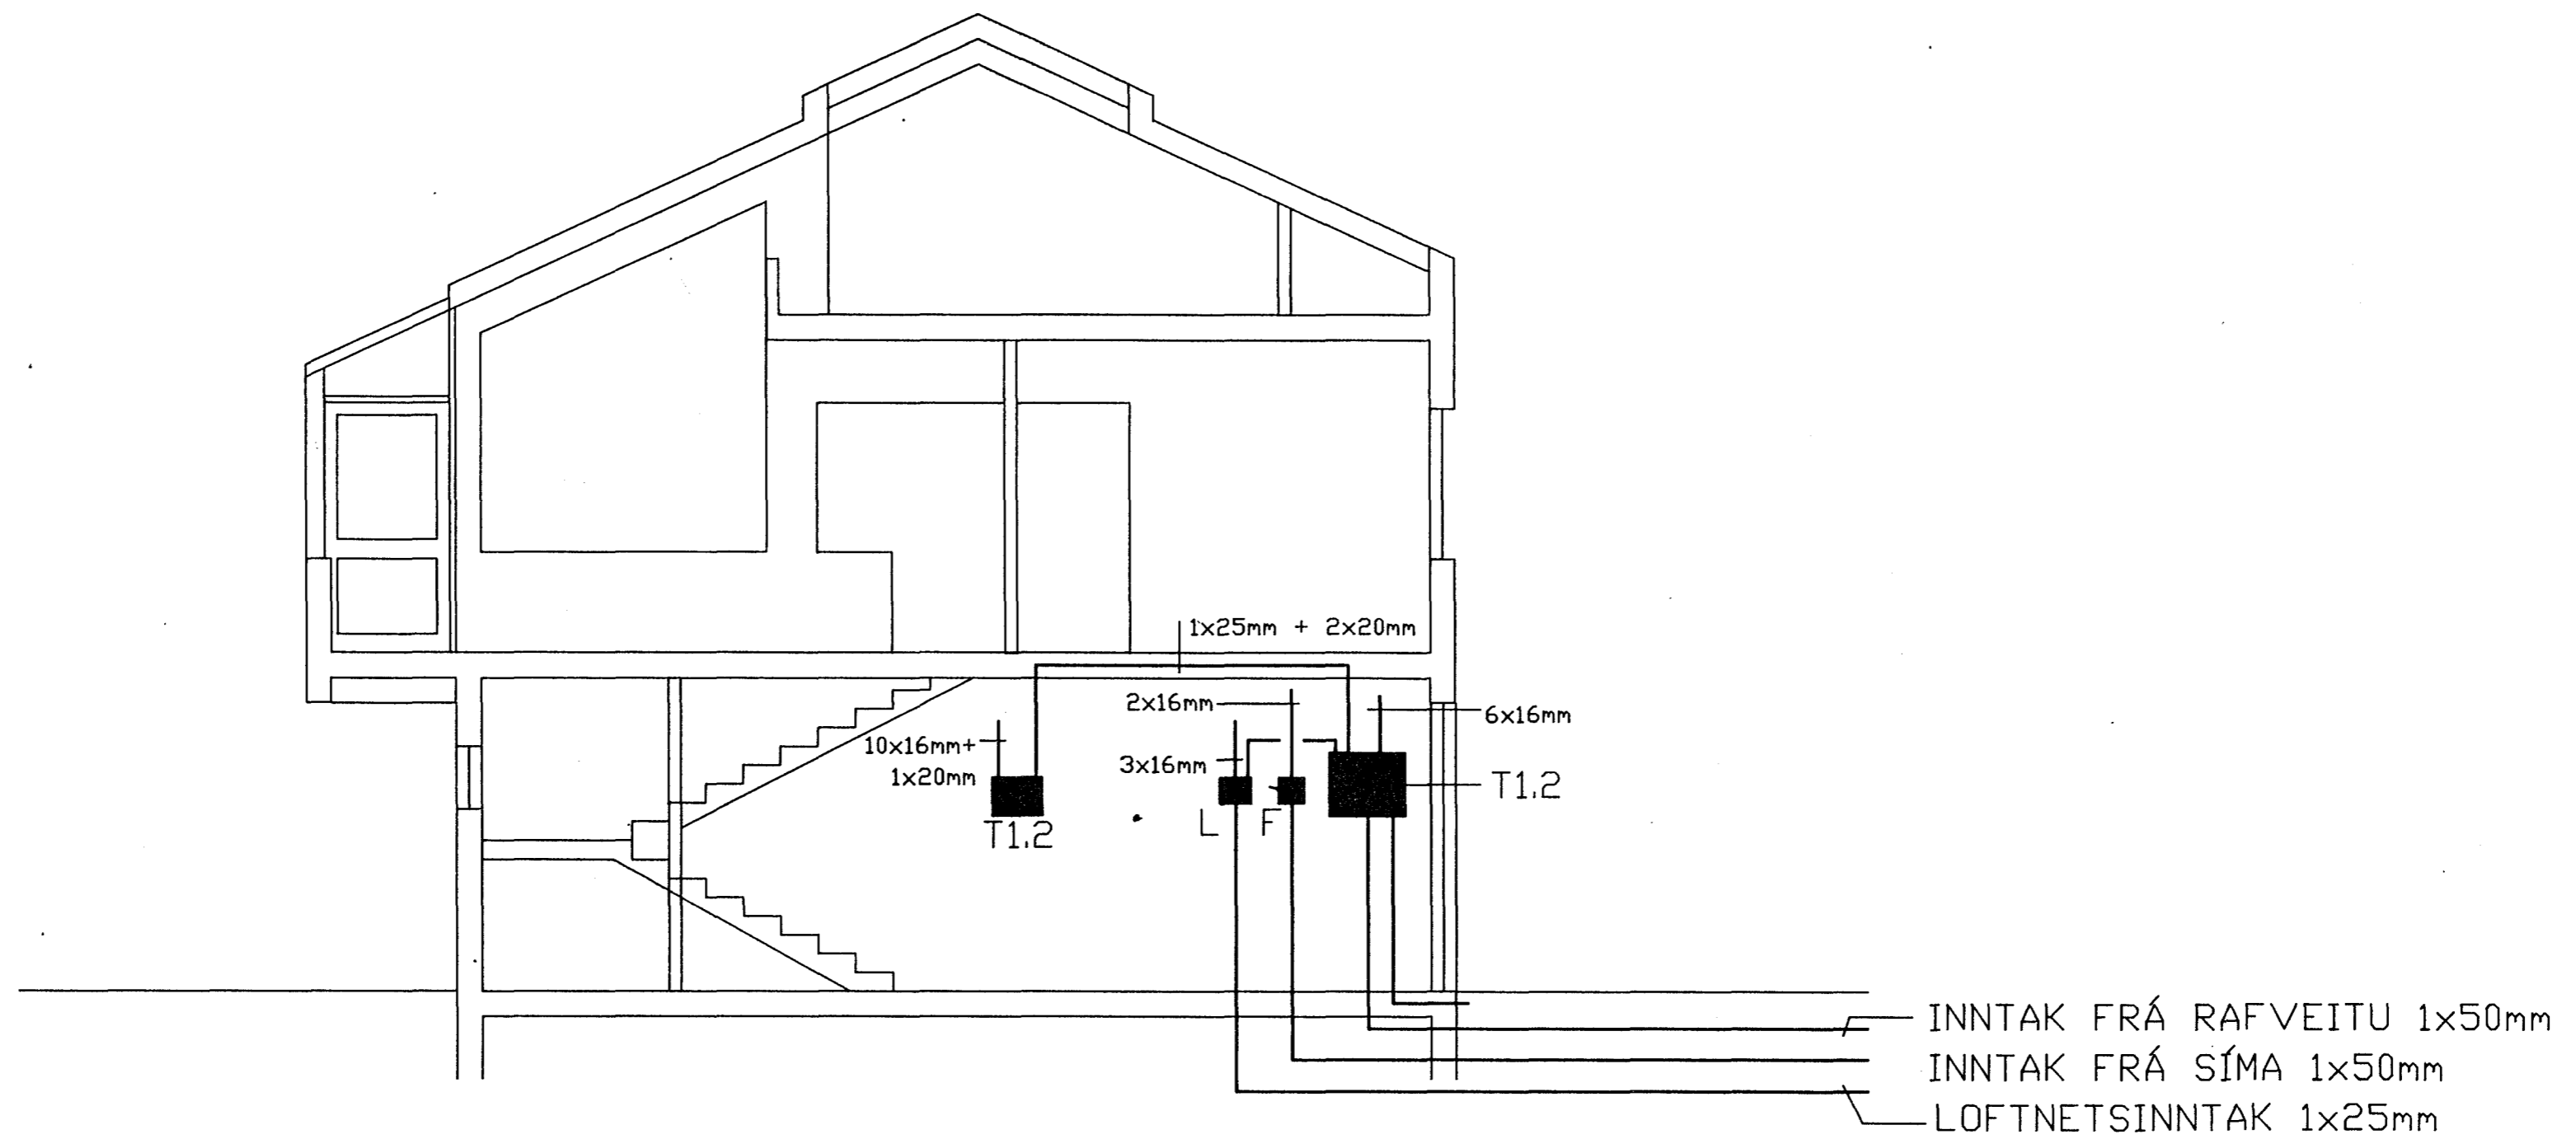 1x25mm + 2x20mm
2x16mm
6x16mm
10x16mm+
1x20mm
3x16mm
T1.2
L
F
T1.2
INNTAK FRÁ RAFVEITU 1x50mm
INNTAK FRÁ SÍMA 1x50mm
LOFTNETSINNTAK 1x25mm